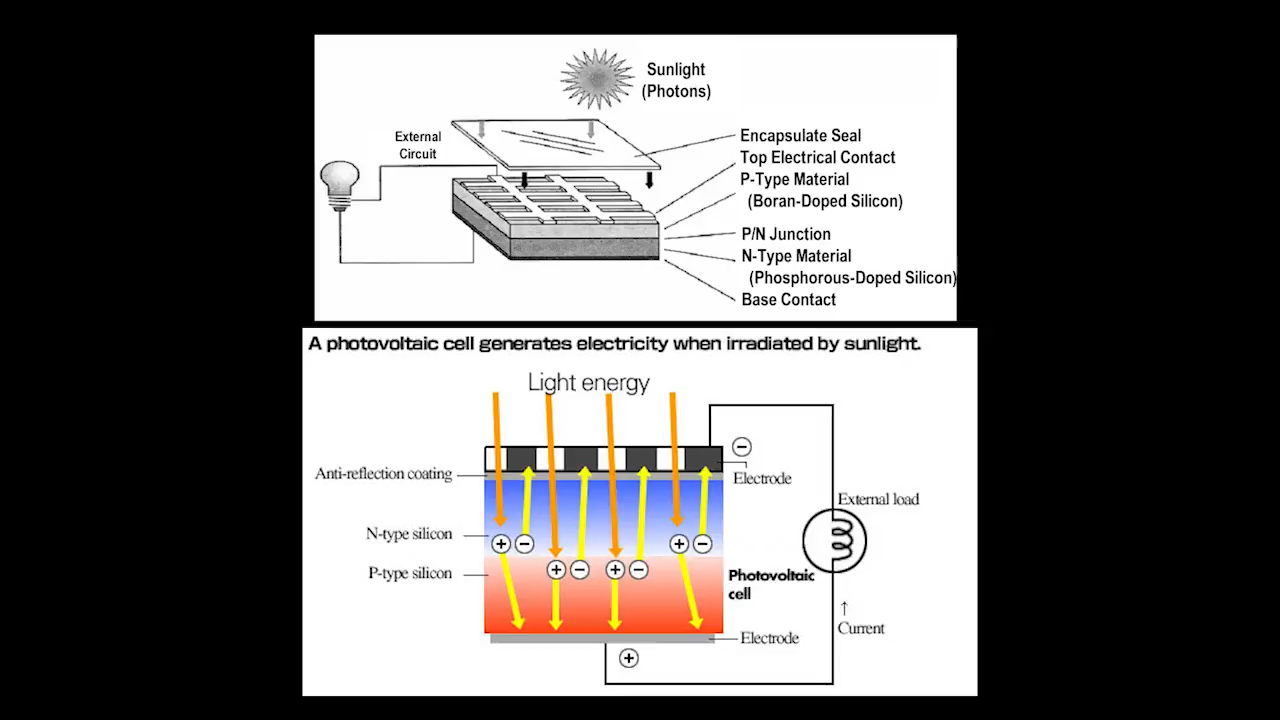 Sunlight
(Photons)
External
Circuit
Encapsulate Seal
Top Electrical Contact
P-Type Material
(Boran-Doped Silicon)
P/N Junction
N-Type Material
(Phosphorous-Doped Silicon)
Base Contact
A photovoltaic cell generates electricity when irradiated by sunlight.
Light energy
−
Anti-reflection coating
Electrode
External load
N-type silicon
+ − + −
P-type silicon
+ − + −
Photovoltaic
cell
↑
Current
Electrode
+